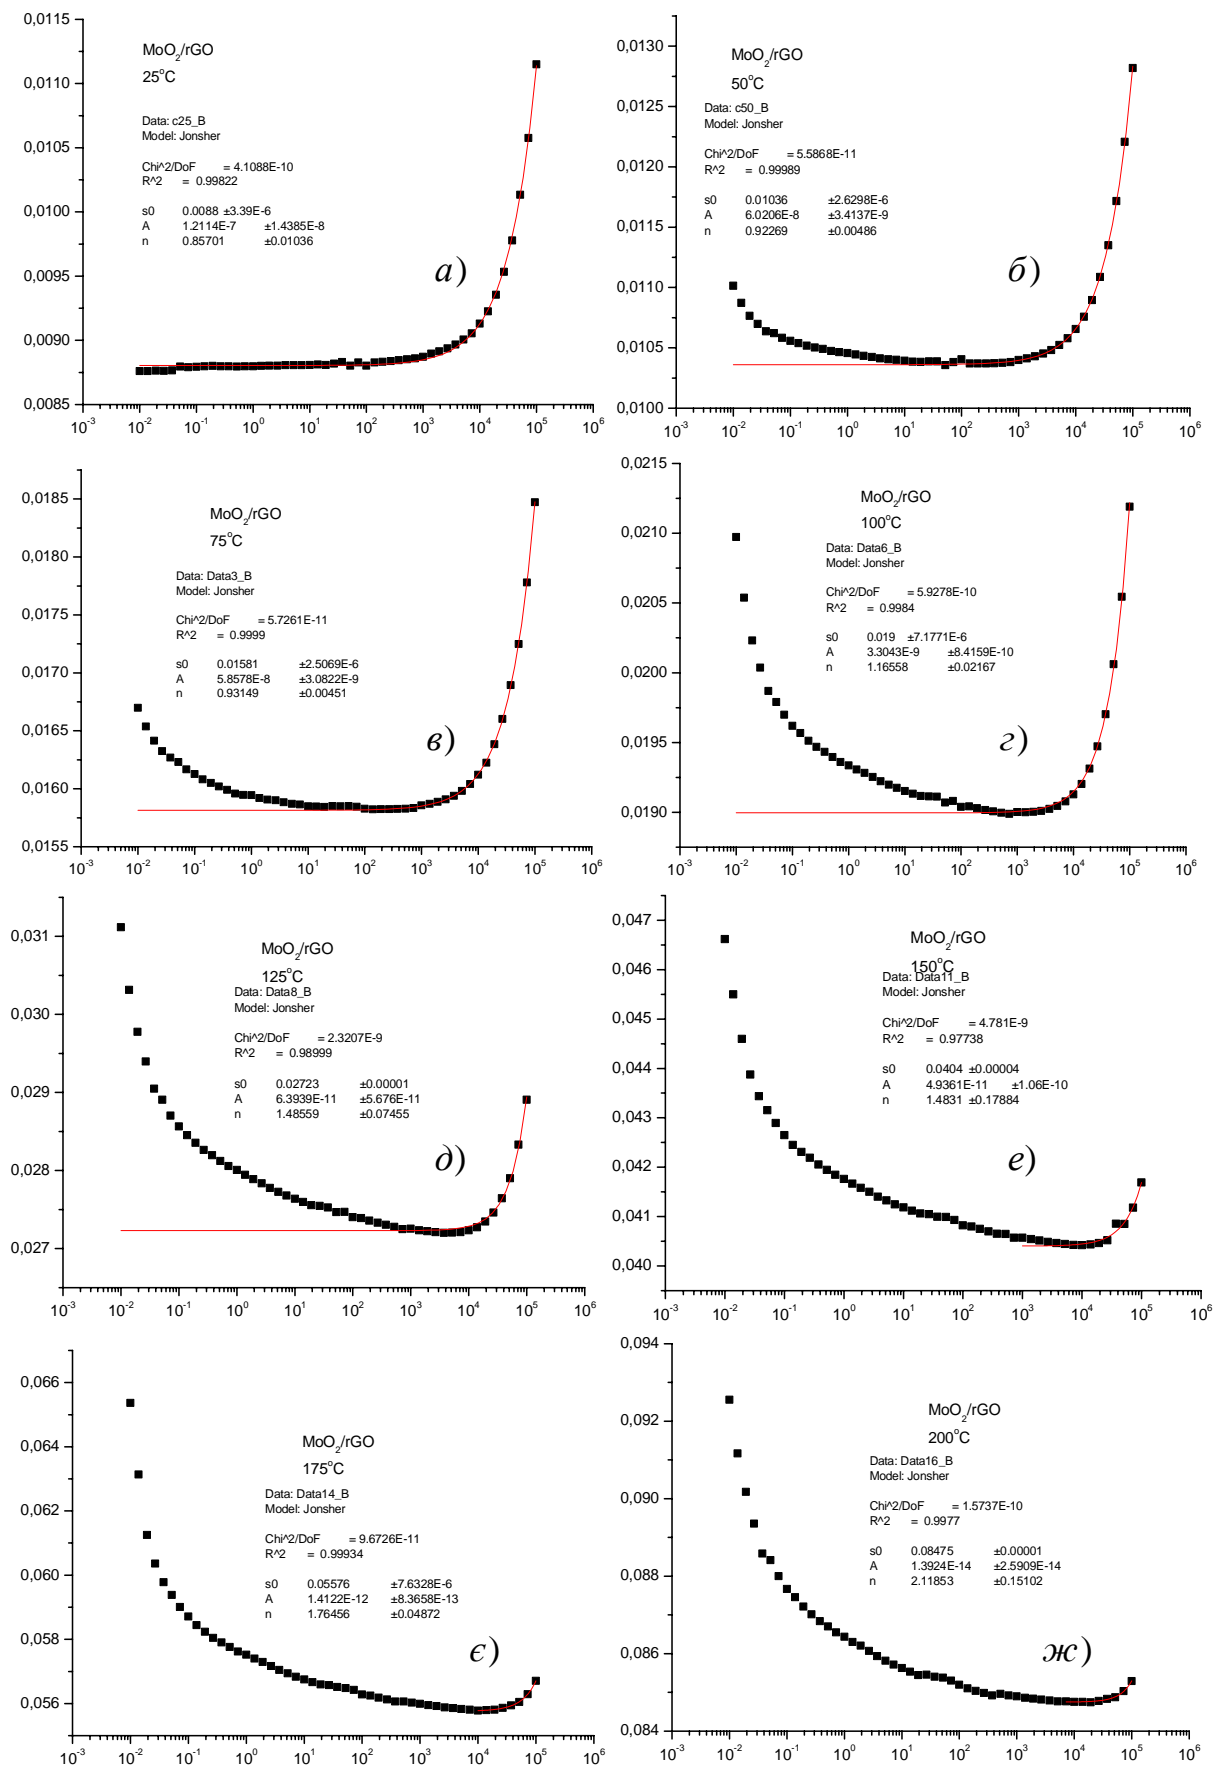 MoO2/rGO
25°C
Data: c25_B
Model: Jonsher
Chi^2/DoF = 4.1088E-10
R^2 = 0.99822
s0 0.0088 ±3.39E-6
A 1.2114E-7 ±1.4385E-8
n 0.85701 ±0.01036
а)
0,0115
0,0110
0,0105
0,0100
0,0095
0,0090
0,0085
10-3 10-2 10-1 100 101 102 103 104 105 106
MoO2/rGO
50°C
Data: c50_B
Model: Jonsher
Chi^2/DoF = 5.5868E-11
R^2 = 0.99989
s0 0.01036 ±2.6298E-6
A 6.0206E-8 ±3.4137E-9
n 0.92269 ±0.00486
б)
0,0130
0,0125
0,0120
0,0115
0,0110
0,0105
0,0100
10-3 10-2 10-1 100 101 102 103 104 105 106
MoO2/rGO
75°C
Data: Data3_B
Model: Jonsher
Chi^2/DoF = 5.7261E-11
R^2 = 0.9999
s0 0.01581 ±2.5069E-6
A 5.8578E-8 ±3.0822E-9
n 0.93149 ±0.00451
в)
0,0185
0,0180
0,0175
0,0170
0,0165
0,0160
0,0155
10-3 10-2 10-1 100 101 102 103 104 105 106
MoO2/rGO
100°C
Data: Data6_B
Model: Jonsher
Chi^2/DoF = 5.9278E-10
R^2 = 0.9984
s0 0.019 ±7.1771E-6
A 3.3043E-9 ±8.4159E-10
n 1.16558 ±0.02167
г)
0,0215
0,0210
0,0205
0,0200
0,0195
0,0190
10-3 10-2 10-1 100 101 102 103 104 105 106
MoO2/rGO
125°C
Data: Data8_B
Model: Jonsher
Chi^2/DoF = 2.3207E-9
R^2 = 0.98999
s0 0.02723 ±0.00001
A 6.3939E-11 ±5.676E-11
n 1.48559 ±0.07455
д)
0,031
0,030
0,029
0,028
0,027
10-3 10-2 10-1 100 101 102 103 104 105 106
MoO2/rGO
150°C
Data: Data11_B
Model: Jonsher
Chi^2/DoF = 4.781E-9
R^2 = 0.97738
s0 0.0404 ±0.00004
A 4.9361E-11 ±1.06E-10
n 1.4831 ±0.17884
е)
0,047
0,046
0,045
0,044
0,043
0,042
0,041
0,040
10-3 10-2 10-1 100 101 102 103 104 105 106
MoO2/rGO
175°C
Data: Data14_B
Model: Jonsher
Chi^2/DoF = 9.6726E-11
R^2 = 0.99934
s0 0.05576 ±7.6328E-6
A 1.4122E-12 ±8.3658E-13
n 1.76456 ±0.04872
є)
0,066
0,064
0,062
0,060
0,058
0,056
10-3 10-2 10-1 100 101 102 103 104 105 106
MoO2/rGO
200°C
Data: Data16_B
Model: Jonsher
Chi^2/DoF = 1.5737E-10
R^2 = 0.9977
s0 0.08475 ±0.00001
A 1.3924E-14 ±2.5909E-14
n 2.11853 ±0.15102
ж)
0,094
0,092
0,090
0,088
0,086
0,084
10-3 10-2 10-1 100 101 102 103 104 105 106